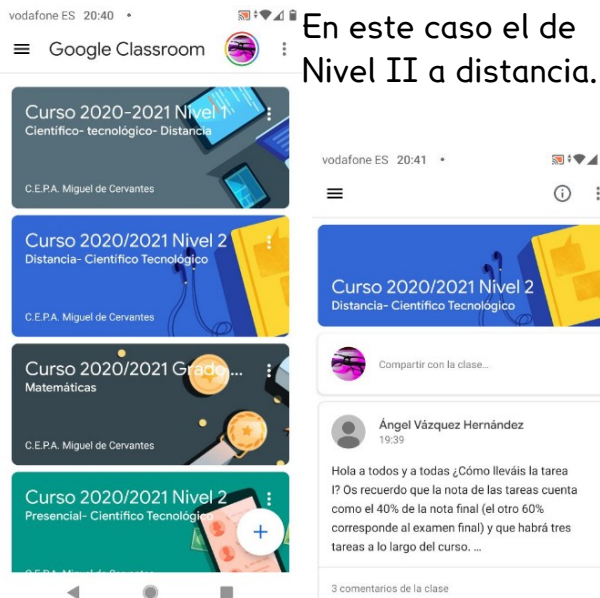 vodafone ES 20:40
Google Classroom
Curso 2020-2021 Nivel 1
Científico- tecnológico- Distancia
C.E.P.A. Miguel de Cervantes
Curso 2020/2021 Nivel 2
Distancia- Científico Tecnológico
C.E.P.A. Miguel de Cervantes
Curso 2020/2021 Grado ...
Matemáticas
C.E.P.A. Miguel de Cervantes
Curso 2020/2021 Nivel 2
Presencial- Científico Tecnológico
C.E.P.A. Miguel de Cervantes
En este caso el de
Nivel II a distancia.
vodafone ES 20:41
Curso 2020/2021 Nivel 2
Distancia- Científico Tecnológico
Compartir con la clase...
Ángel Vázquez Hernández
19:39
Hola a todos y a todas ¿Cómo lleváis la tarea
I? Os recuerdo que la nota de las tareas cuenta
como el 40% de la nota final (el otro 60%
corresponde al examen final) y que habrá tres
tareas a lo largo del curso. ...
3 comentarios de la clase